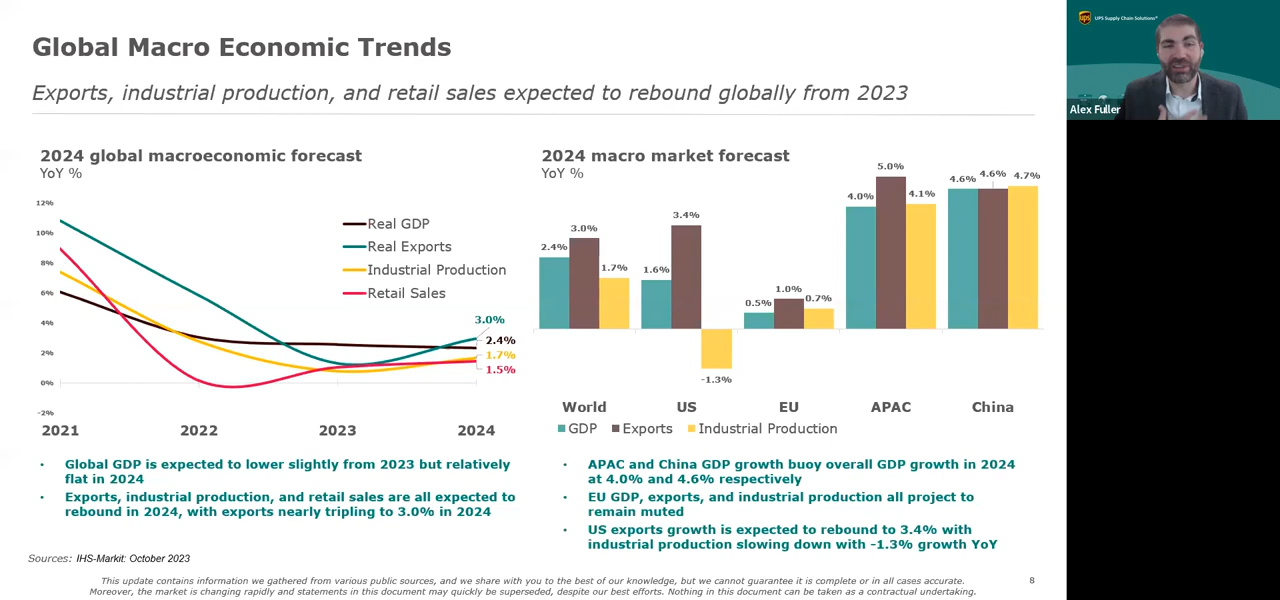 Global Macro Economic Trends
Exports, industrial production, and retail sales expected to rebound globally from 2023
2024 global macroeconomic forecast
YoY %
12%
10%
8%
6%
4%
2%
0%
-2%
Real GDP
Real Exports
Industrial Production
Retail Sales
3.0%
2.4%
1.7%
1.5%
2021 2022 2023 2024
• Global GDP is expected to lower slightly from 2023 but relatively
flat in 2024
• Exports, industrial production, and retail sales are all expected to
rebound in 2024, with exports nearly tripling to 3.0% in 2024
2024 macro market forecast
YoY %
2.4% 3.0% 1.7%
1.6% 3.4% -1.3%
0.5% 1.0% 0.7%
4.0% 5.0% 4.1%
4.6% 4.6% 4.7%
World US EU APAC China
GDP Exports Industrial Production
• APAC and China GDP growth buoy overall GDP growth in 2024
at 4.0% and 4.6% respectively
• EU GDP, exports, and industrial production all project to
remain muted
• US exports growth is expected to rebound to 3.4% with
industrial production slowing down with -1.3% growth YoY
Sources: IHS-Markit: October 2023
This update contains information we gathered from various public sources, and we share with you to the best of our knowledge, but we cannot guarantee it is complete or in all cases accurate.
Moreover, the market is changing rapidly and statements in this document may quickly be superseded, despite our best efforts. Nothing in this document can be taken as a contractual undertaking.
8
ups
UPS Supply Chain Solutions®
Alex Fuller